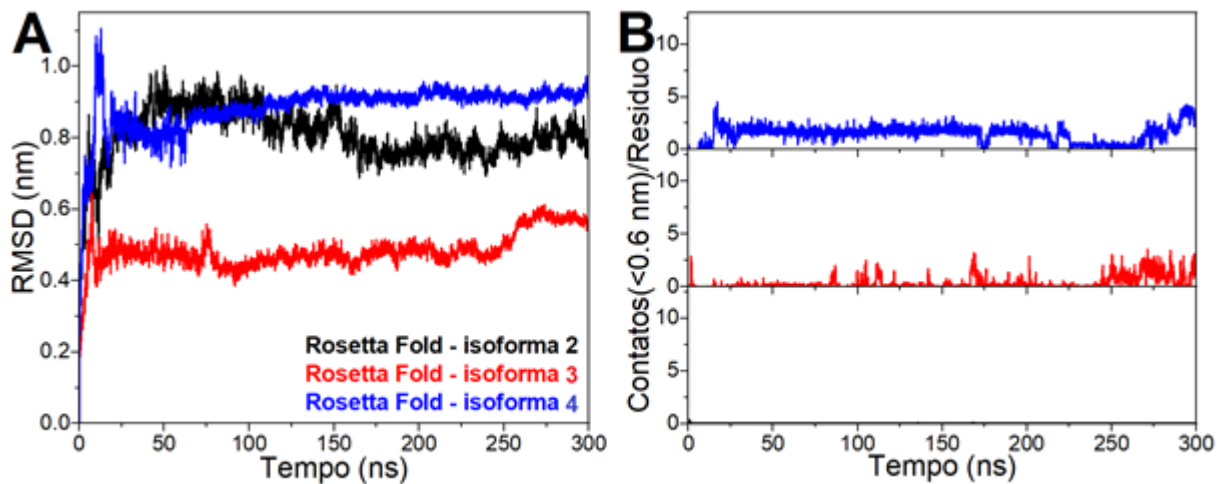 A
RMSD (nm)
1.0
0.8
0.6
0.4
0.2
0.0
Rosetta Fold - isoforma 2
Rosetta Fold - isoforma 3
Rosetta Fold - isoforma 4
0 50 100 150 200 250 300
Tempo (ns)
B
Contatos(<0.6 nm)/Residuo
10
5
0
10
5
0
10
5
0
0 50 100 150 200 250 300
Tempo (ns)